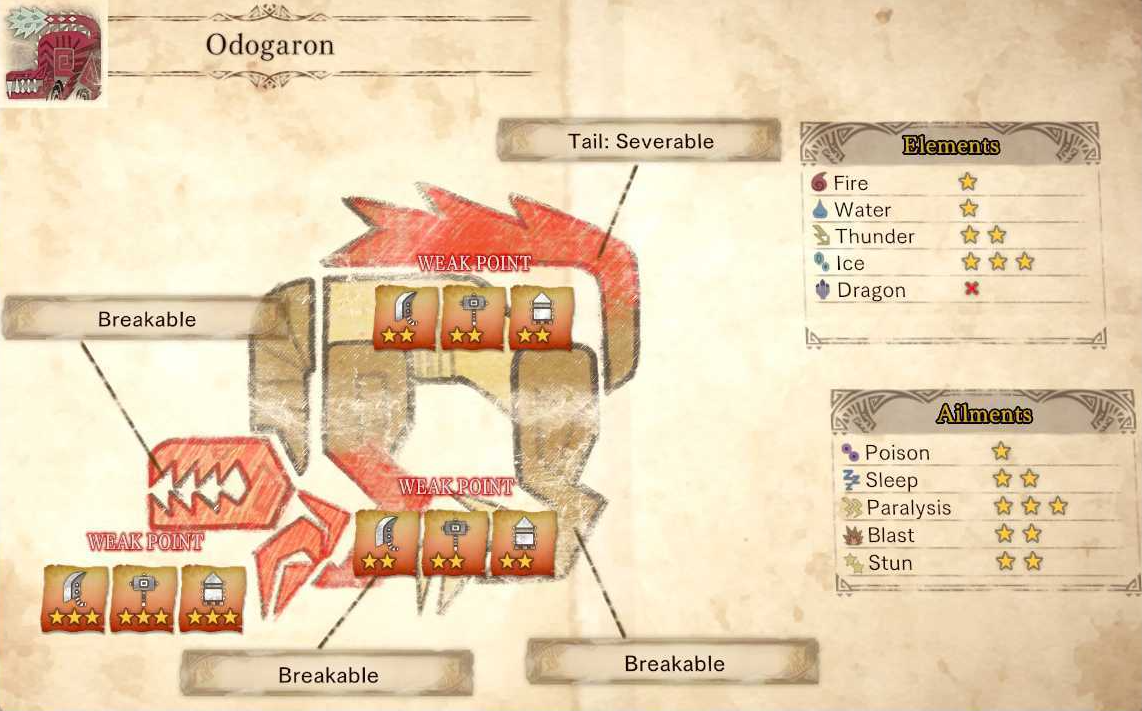 Odogaron
Tail: Severable
Breakable
WEAK POINT
WEAK POINT
WEAK POINT
Breakable
Breakable
Elements
Fire
Water
Thunder
Ice
Dragon
Ailments
Poison
Sleep
Paralysis
Blast
Stun